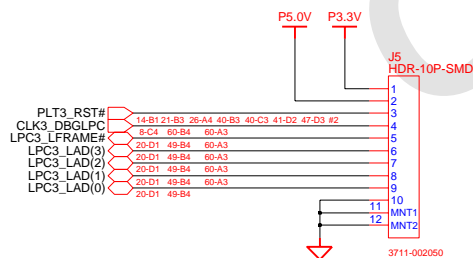 P5.0V P3.3V
J5
HDR-10P-SMD
1
2
PLT3_RST# 3
14-B1 21-B3 26-A4 40-B3 40-C3 41-D2 47-D3 #2
CLK3_DBGLPC 4
8-C4 60-B4 60-A3
LPC3_LFRAME# 5
20-D1 49-B4 60-A3
LPC3_LAD(3) 6
20-D1 49-B4 60-A3
LPC3_LAD(2) 7
20-D1 49-B4 60-A3
LPC3_LAD(1) 8
20-D1 49-B4 60-A3
LPC3_LAD(0) 9
20-D1 49-B4
10
11 MNT1
12 MNT2
3711-002050